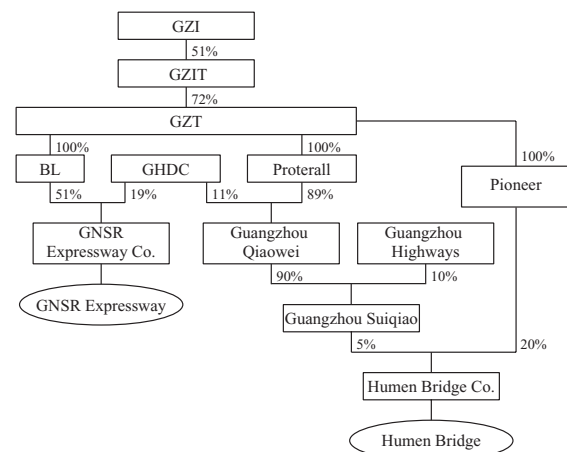 GZI
51%
GZIT
72%
GZT
100%
100%
100%
BL
GHDC
Proterall
Pioneer
51%
19%
11%
89%
GNSR
Expressway Co.
Guangzhou
Qiaowei
Guangzhou
Highways
90%
10%
GNSR Expressway
Guangzhou Suiqiao
5%
20%
Humen Bridge Co.
Humen Bridge